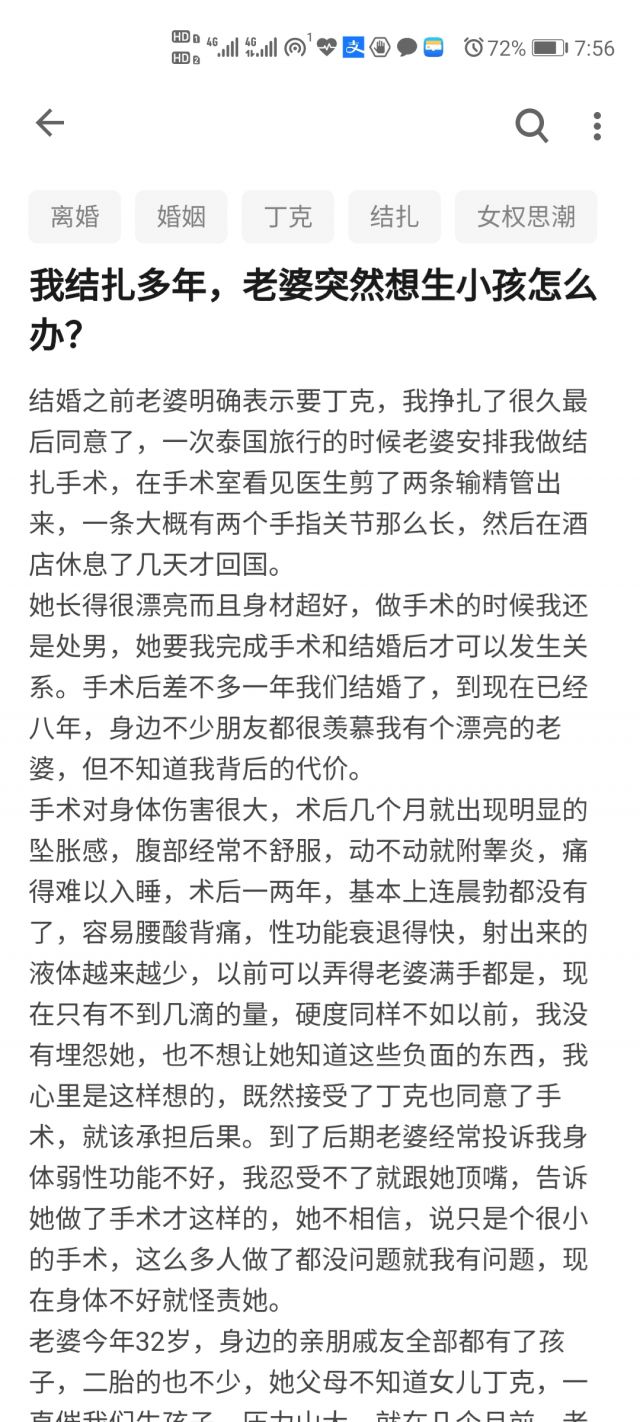 HD 1 4G 4G 1 72% 7:56
HD 2
离婚 婚姻 丁克 结扎 女权思潮
我结扎多年，老婆突然想生小孩怎么
办？
结婚之前老婆明确表示要丁克，我挣扎了很久最
后同意了，一次泰国旅行的时候老婆安排我做结
扎手术，在手术室看见医生剪了两条输精管出
来，一条大概有两个手指关节那么长，然后在酒
店休息了几天才回国。
她长得很漂亮而且身材超好，做手术的时候我还
是处男，她要我完成手术和结婚后才可以发生关
系。手术后差不多一年我们结婚了，到现在已经
八年，身边不少朋友都很羡慕我有个漂亮的老
婆，但不知道我背后的代价。
手术对身体伤害很大，术后几个月就出现明显的
坠胀感，腹部经常不舒服，动不动就附睾炎，痛
得难以入睡，术后一两年，基本上连晨勃都没有
了，容易腰酸背痛，性功能衰退得快，射出来的
液体越来越少，以前可以弄得老婆满手都是，现
在只有不到几滴的量，硬度同样不如以前，我没
有埋怨她，也不想让她知道这些负面的东西，我
心里是这样想的，既然接受了丁克也同意了手
术，就该承担后果。到了后期老婆经常投诉我身
体弱性功能不好，我忍受不了就跟她顶嘴，告诉
她做了手术才这样的，她不相信，说只是个很小
的手术，这么多人做了都没问题就我有问题，现
在身体不好就怪责她。
老婆今年32岁，身边的亲朋戚友全部都有了孩
子，二胎的也不少，她父母不知道女儿丁克，一
直催我们生孩子，压力山大，就在几个月前，老